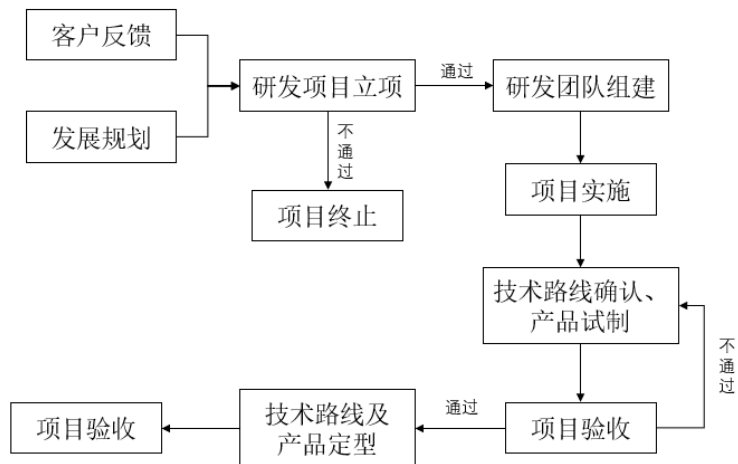 客户反馈
发展规划
研发项目立项
通过
研发团队组建
不通过
项目终止
项目实施
技术路线确认、
产品试制
不通过
项目验收
通过
技术路线及
产品定型
项目验收